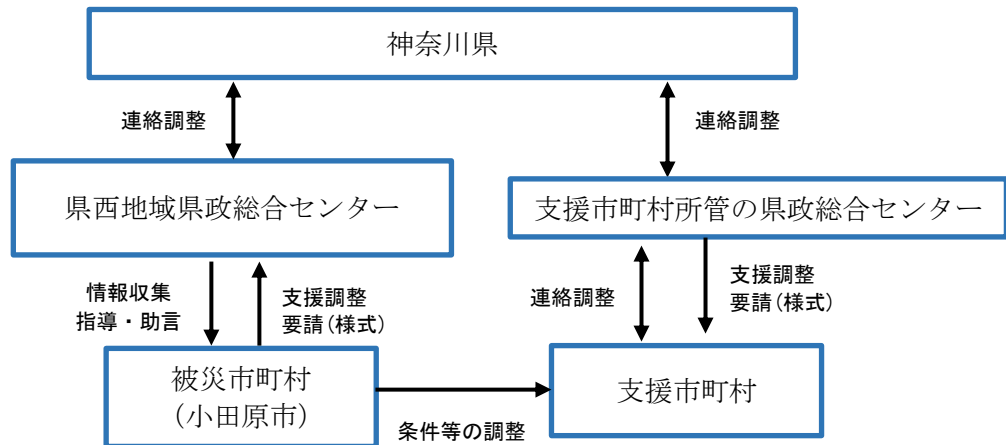 神奈川県
連絡調整
連絡調整
県西地域県政総合センター
支援市町村所管の県政総合センター
情報収集
指導・助言
支援調整
要請(様式)
連絡調整
支援調整
要請(様式)
被災市町村
(小田原市)
支援市町村
条件等の調整